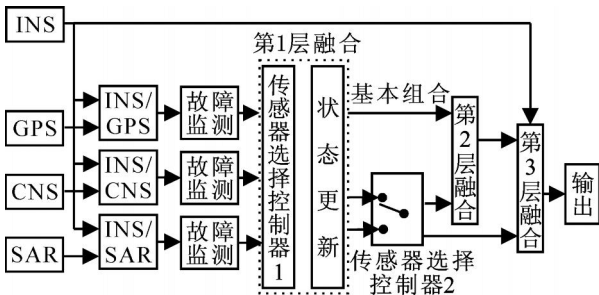 INS
第1层融合
GPS
CNS
SAR
INS/
GPS
INS/
CNS
INS/
SAR
故障
监测
故障
监测
故障
监测
传感器选择控制器1
状态更新
基本组合
传感器选择
控制器2
第2层融合
第3层融合
输出